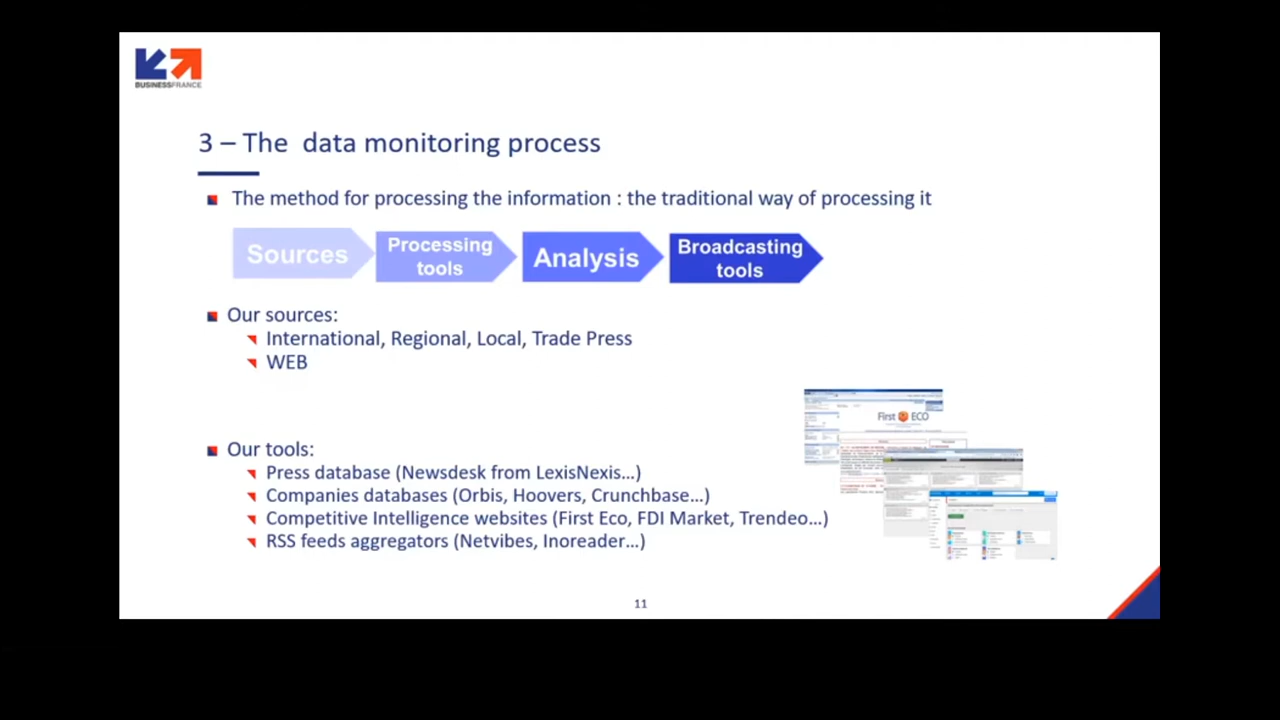 BUSINESSFRANCE
3 – The  data monitoring process
The method for processing the information : the traditional way of processing it
Sources
Processing
tools
Analysis
Broadcasting
tools
Our sources:
International, Regional, Local, Trade Press
WEB
First ECO
Our tools:
Press database (Newsdesk from LexisNexis…)
Companies databases (Orbis, Hoovers, Crunchbase…)
Competitive Intelligence websites (First Eco, FDI Market, Trendeo…)
RSS feeds aggregators (Netvibes, Inoreader…)
11